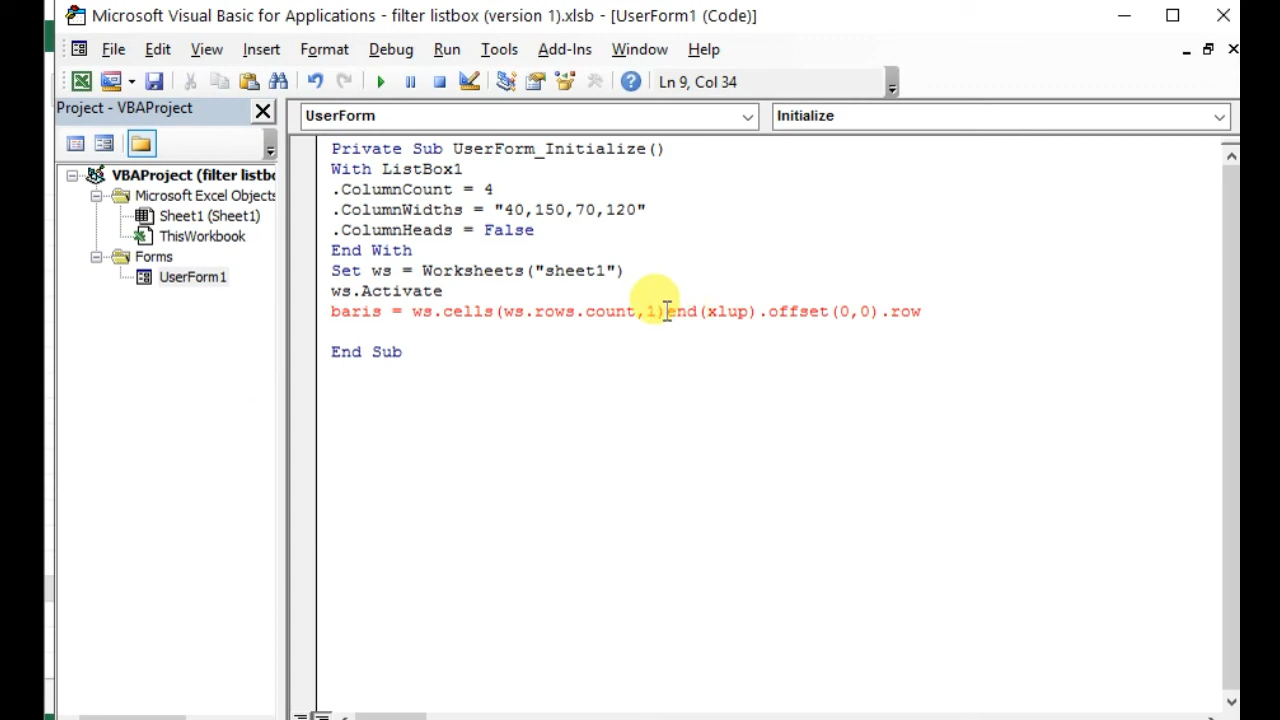 Microsoft Visual Basic for Applications - filter listbox (version 1).xlsb - [UserForm1 (Code)]
File Edit View Insert Format Debug Run Tools Add-Ins Window Help
Ln 9, Col 34
Project - VBAProject
UserForm
Initialize
VBAProject (filter listbo
Microsoft Excel Objects
Sheet1 (Sheet1)
ThisWorkbook
Forms
UserForm1
Private Sub UserForm_Initialize()
With ListBox1
.ColumnCount = 4
.ColumnWidths = "40,150,70,120"
.ColumnHeads = False
End With
Set ws = Worksheets("sheet1")
ws.Activate
baris = ws.cells(ws.rows.count,1)end(xlup).offset(0,0).row
End Sub